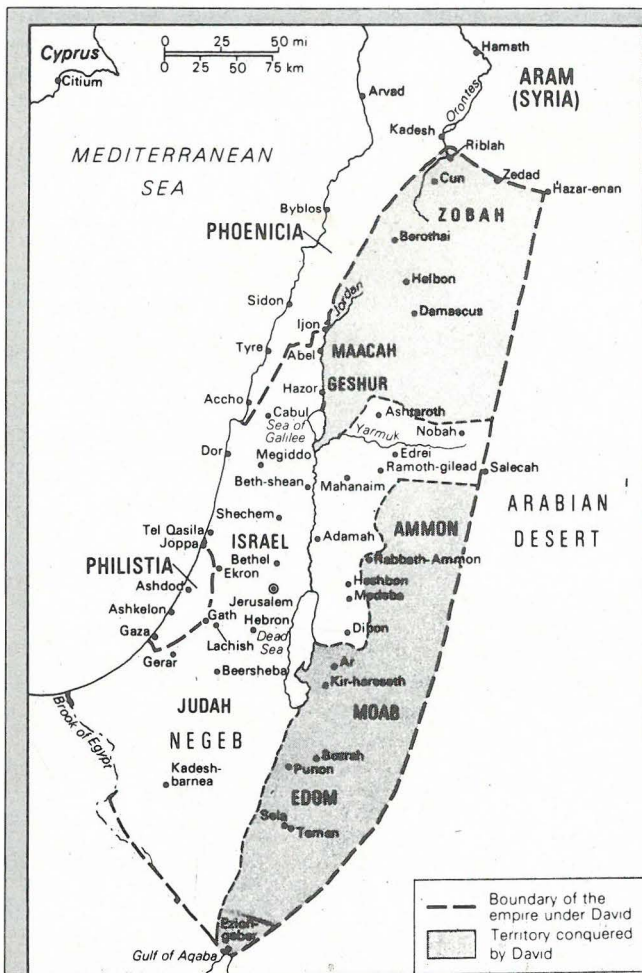 Cyprus
Citium
0 25 50 mi
0 25 50 75 km
Hamath
ARAM
(SYRIA)
Orontes
Arvad
Kadesh
Riblah
MEDITERRANEAN
SEA
Cun
Zedad
Hazar-enan
ZOBAH
Byblos
PHOENICIA
Berothai
Helbon
Sidon
Jordan
Damascus
Ijon
Tyre
Abel
MAACAH
GESHUR
Hazor
Accho
Cabul
Ashtaroth
Sea of
Galilee
Yarmuk
Nobah
Dor
Megiddo
Edrei
Ramoth-gilead
Salecah
Beth-shean
Mahanaim
ARABIAN
DESERT
Shechem
AMMON
Tel Qasila
Joppa
ISRAEL
Adamah
PHILISTIA
Bethel
Ekron
Rabbath-Ammon
Ashdod
Heshbon
Medeba
Jerusalem
Ashkelon
Gath
Hebron
Dibon
Gaza
Lachish
Dead
Sea
Gerar
Ar
Beersheba
Kir-hareseth
JUDAH
MOAB
NEGEB
Brook of Egypt
Bozrah
Punon
Kadesh-
barnea
EDOM
Sela
Teman
Ezion-
geber
Gulf of Aqaba
Boundary of the
empire under David
Territory conquered
by David